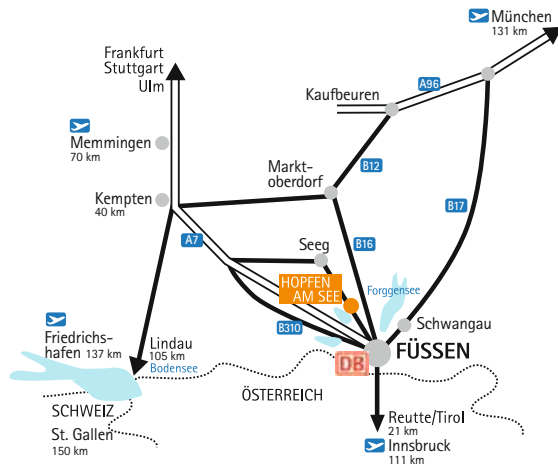 München
131 km
Frankfurt
Stuttgart
Ulm
A96
Kaufbeuren
Memmingen
70 km
Markt-
oberdorf
B12
Kempten
40 km
B17
A7
Seeg
B16
HOPFEN
AM SEE
Forggensee
B310
Schwangau
Friedrichs-
hafen 137 km
Lindau
105 km
Bodensee
DB
FÜSSEN
ÖSTERREICH
SCHWEIZ
St. Gallen
150 km
Reutte/Tirol
21 km
Innsbruck
111 km